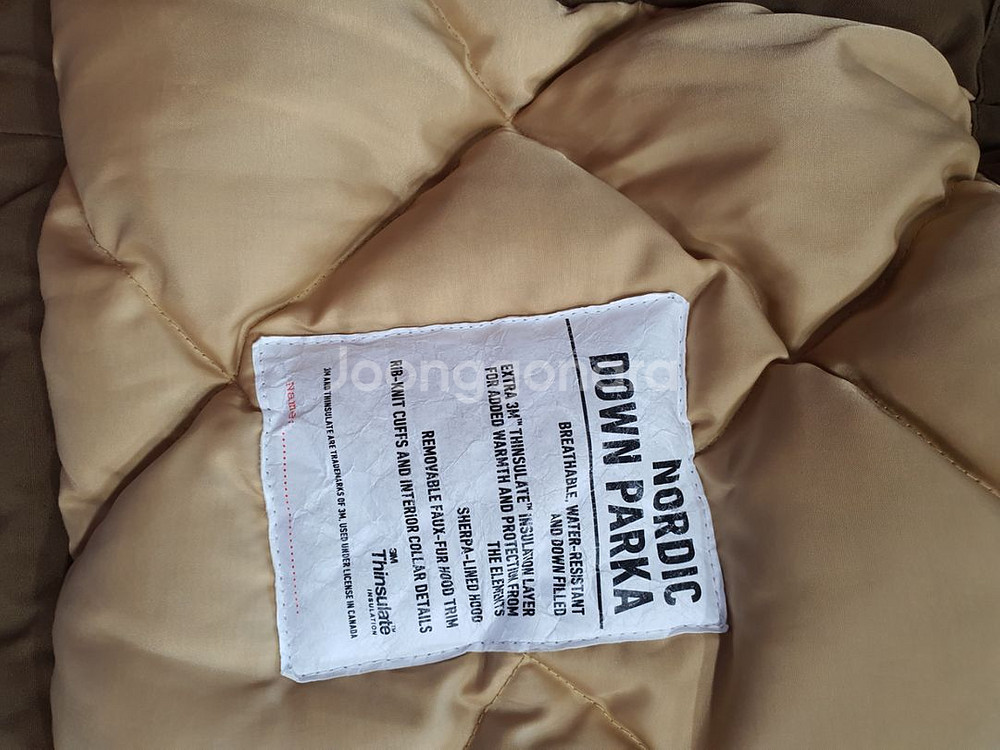 NORDIC
DOWN PARKA
BREATHABLE, WATER-RESISTANT
AND DOWN FILLED
EXTRA 3M™ THINSULATE™ INSULATION LAYER
FOR ADDED WARMTH AND PROTECTION FROM
THE ELEMENTS
SHERPA-LINED HOOD
REMOVABLE FAUX-FUR HOOD TRIM
RIB-KNIT CUFFS AND INTERIOR COLLAR DETAILS
3M
Thinsulate™
INSULATION
3M AND THINSULATE ARE TRADEMARKS OF 3M, USED UNDER LICENSE IN CANADA
Name:
Joonggonara